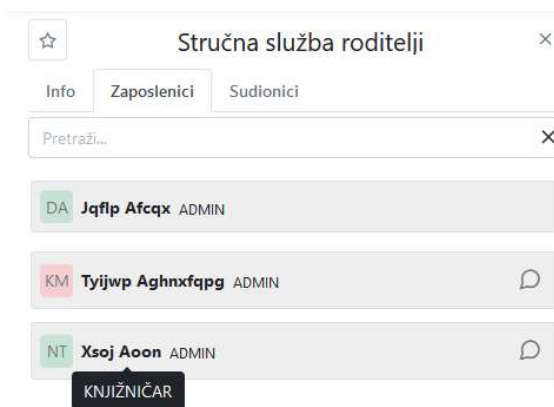 Stručna služba roditelji
Info Zaposlenici Sudionici
Pretraži...
DA Jqflp Afcqx ADMIN
KM Tyijwp Aghnxfqpg ADMIN
NT Xsoj Aoon ADMIN
KNJIŽNIČAR